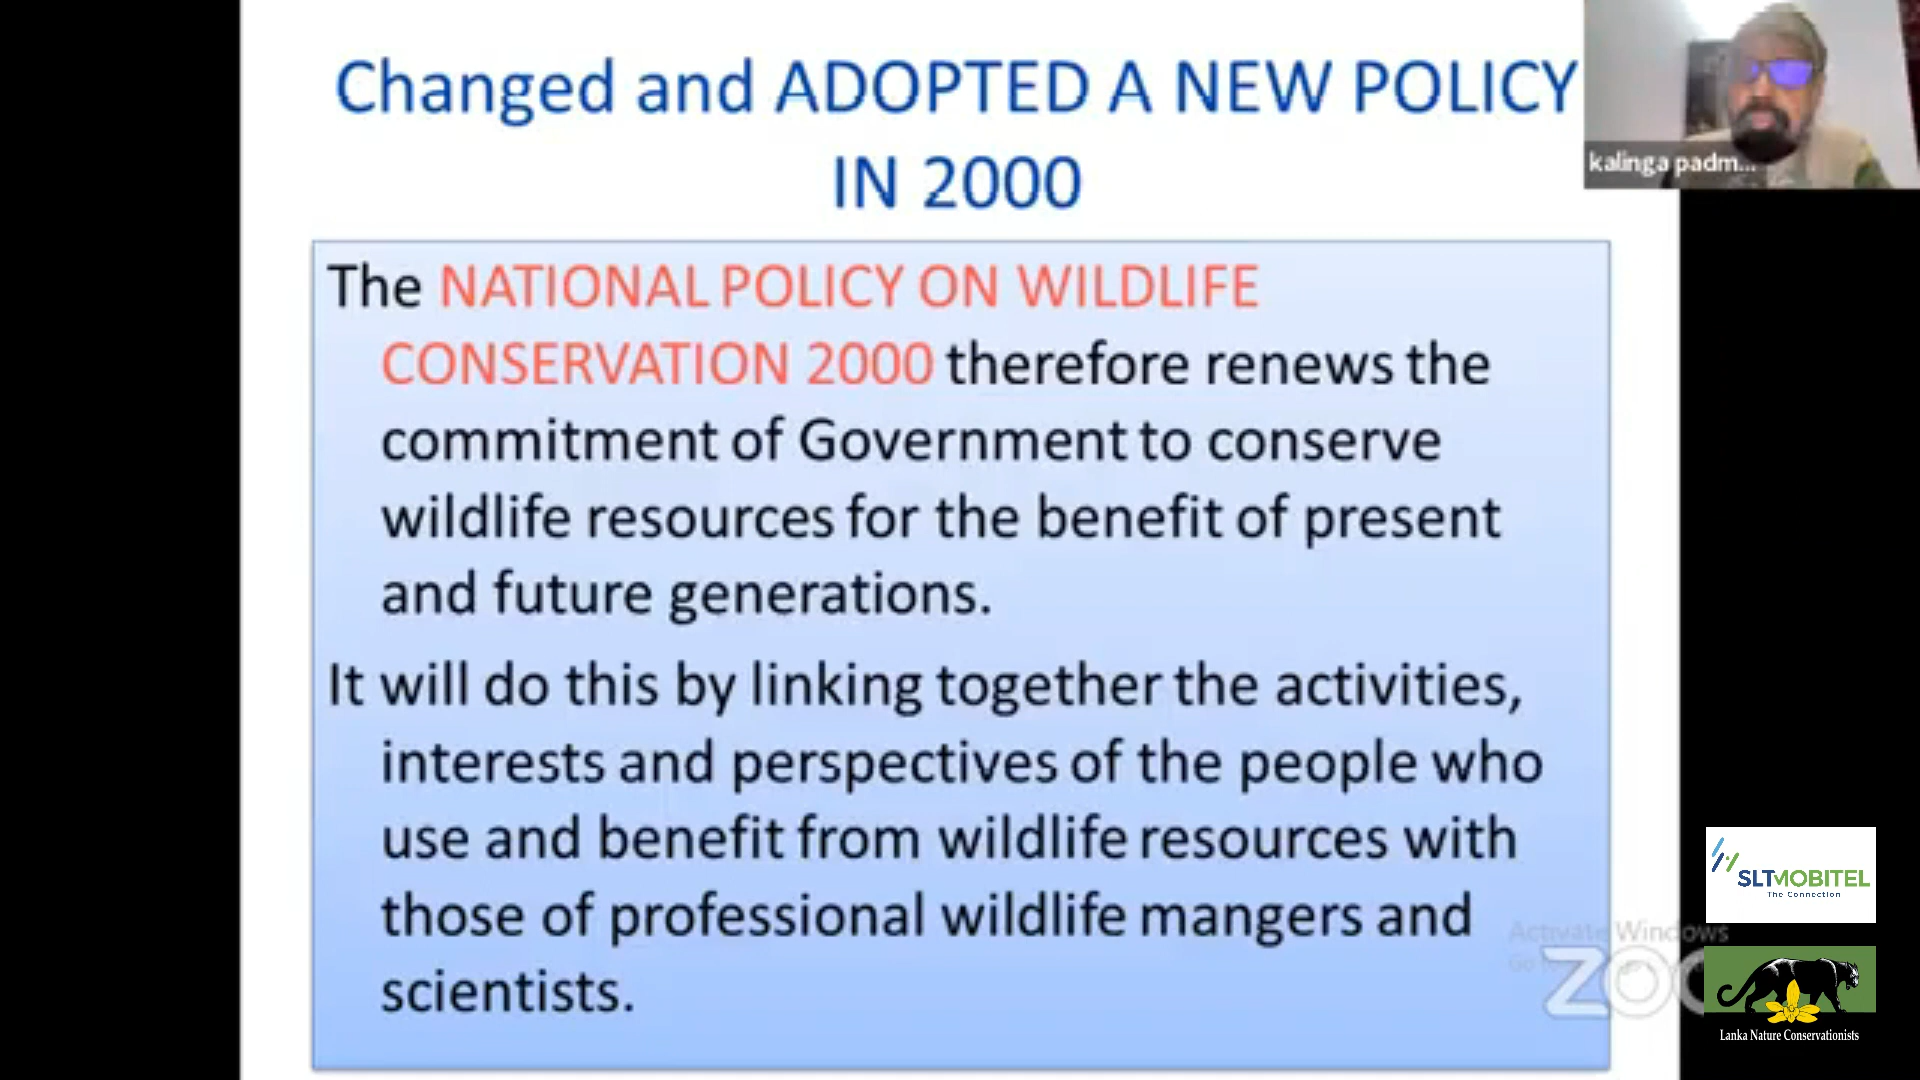 Changed and ADOPTED A NEW POLICY
IN 2000
kalinga padm...
The NATIONAL POLICY ON WILDLIFE
CONSERVATION 2000 therefore renews the
commitment of Government to conserve
wildlife resources for the benefit of present
and future generations.
It will do this by linking together the activities,
interests and perspectives of the people who
use and benefit from wildlife resources with
those of professional wildlife mangers and
scientists.
SLTMOBITEL
The Connection
Activate Windows
Lanka Nature Conservationists